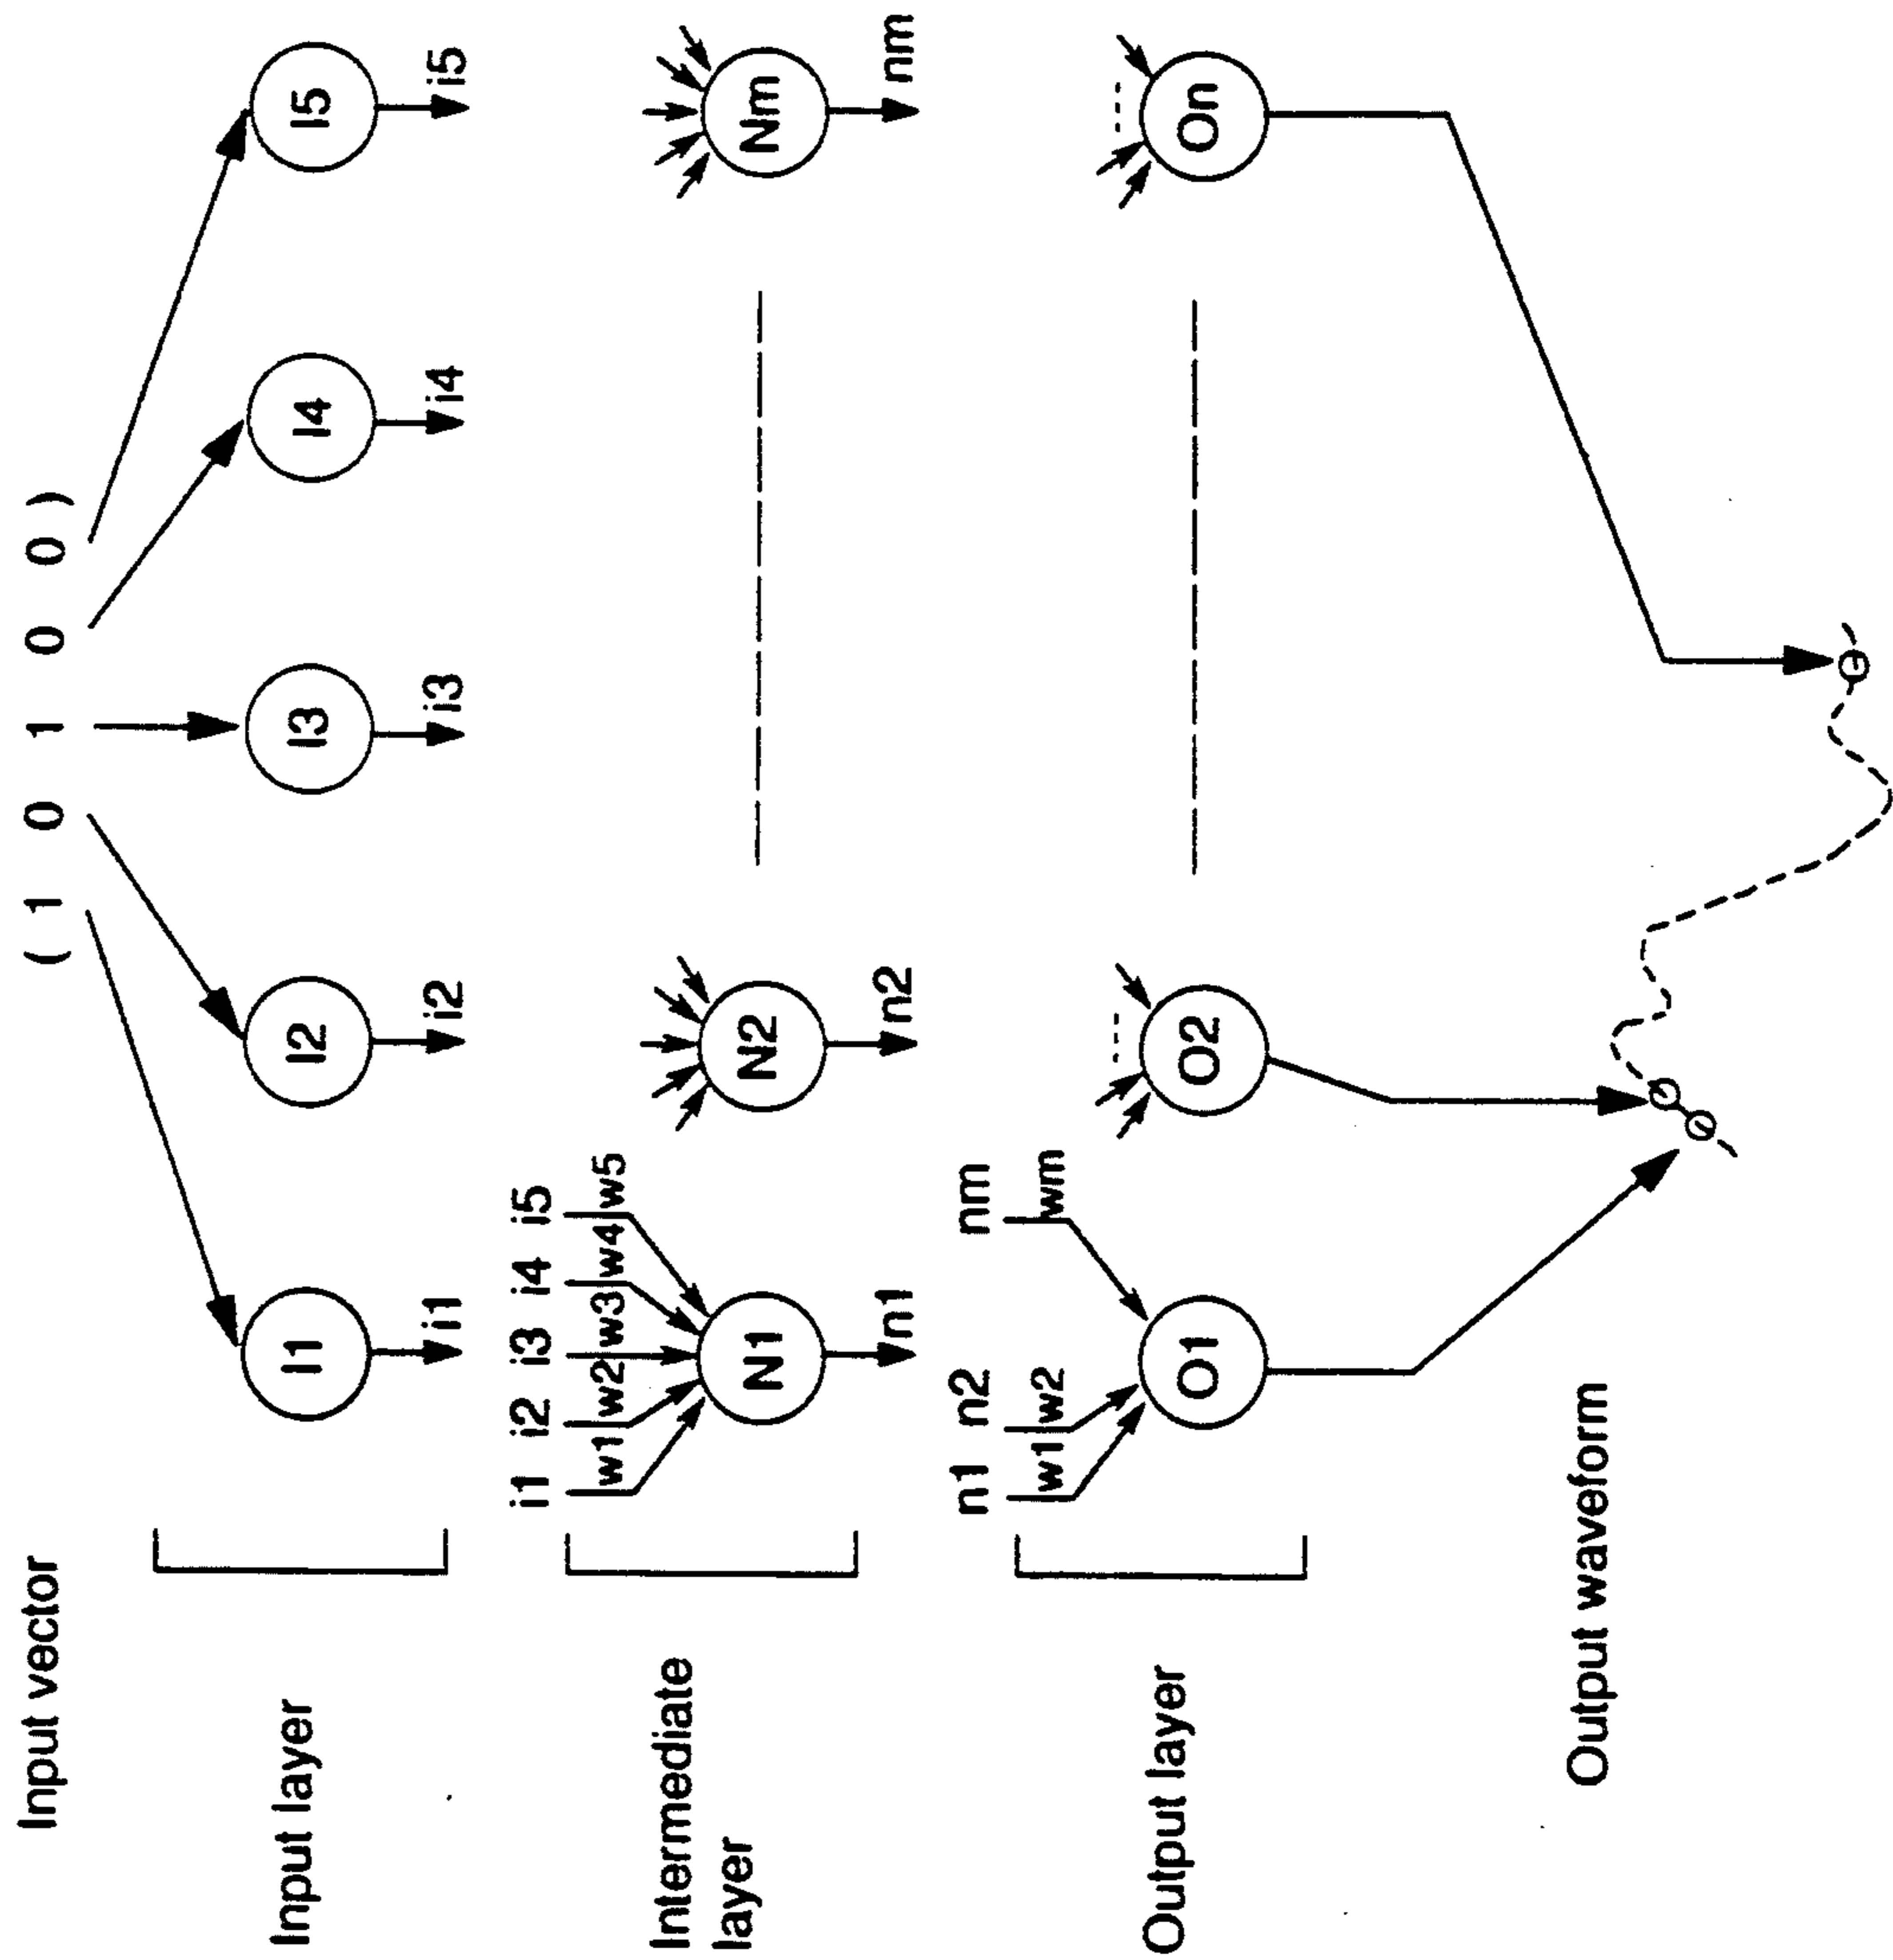 Input vector ( 1 0 1 0 0 )
Input layer I1 I2 I3 I4 I5
i1 i2 i3 i4 i5
i1 i2 i3 i4 i5
w1 w2 w3 w4 w5
Intermediate
layer
N1 N2 Nm
n1 n2 nm
n1 n2 nm
w1 w2 wm
Output layer O1 O2 On
Output waveform